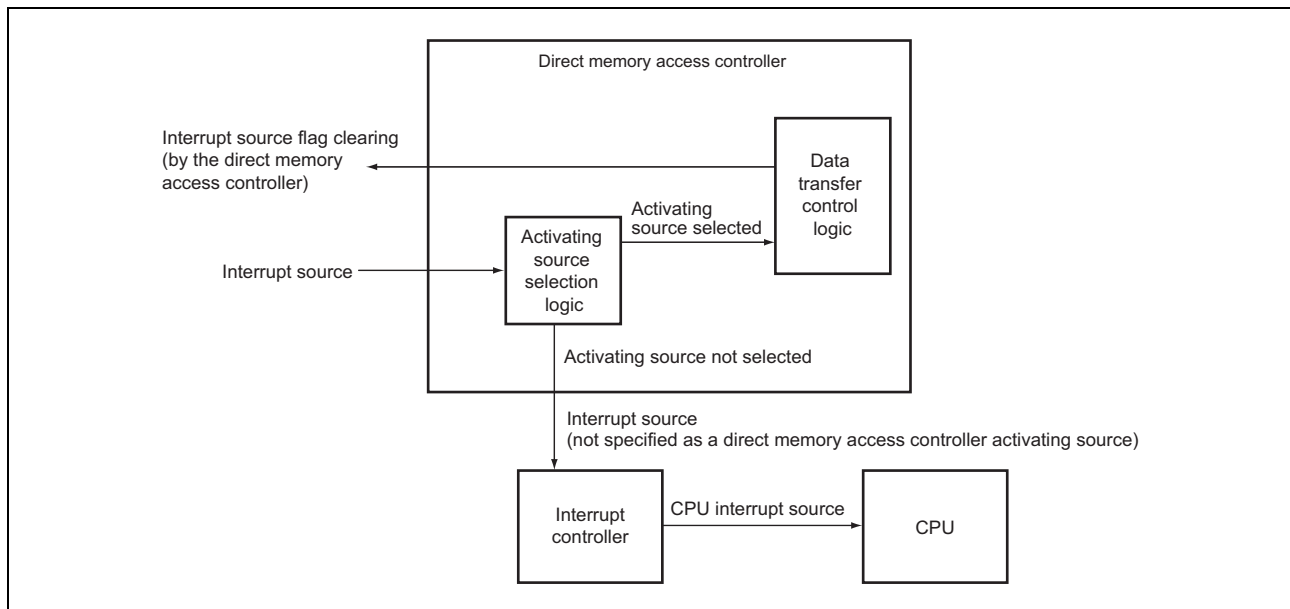 Direct memory access controller
Interrupt source flag clearing
(by the direct memory
access controller)
Data
transfer
control
logic
Activating
source selected
Activating
source
selection
logic
Interrupt source
Activating source not selected
Interrupt source
(not specified as a direct memory access controller activating source)
Interrupt
controller
CPU interrupt source
CPU